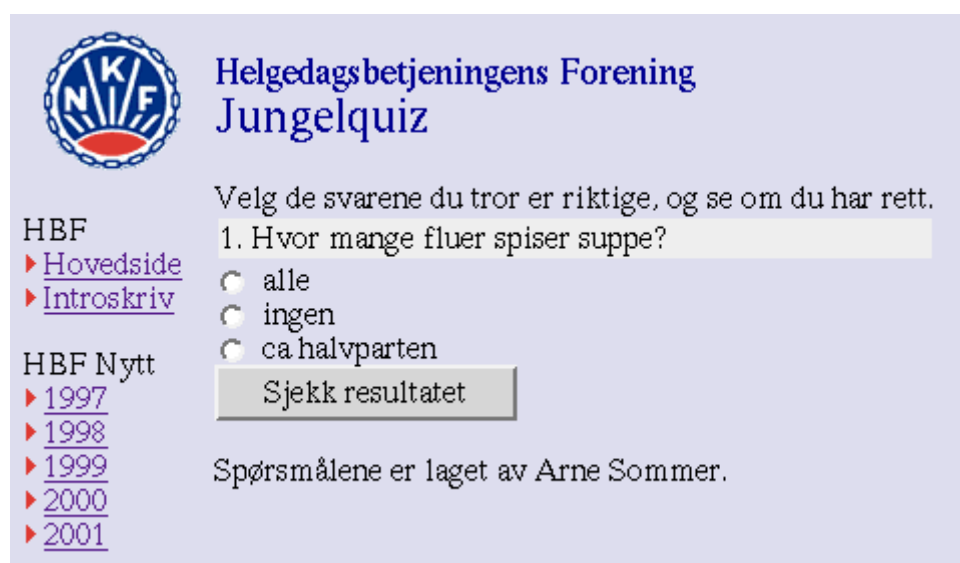 NKF
Helgedagsbetjeningens Forening
Jungelquiz
Velg de svarene du tror er riktige, og se om du har rett.
1. Hvor mange fluer spiser suppe?
alle
ingen
ca halvparten
Sjekk resultatet
Spørsmålene er laget av Arne Sommer.
HBF
Hovedside
Introskriv
HBF Nytt
1997
1998
1999
2000
2001